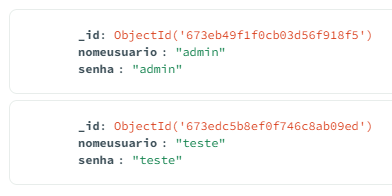 _id: ObjectId('673eb49f1f0cb03d56f918f5')
nomeusuario : "admin"
senha : "admin"
_id: ObjectId('673edc5b8ef0f746c8ab09ed')
nomeusuario : "teste"
senha : "teste"